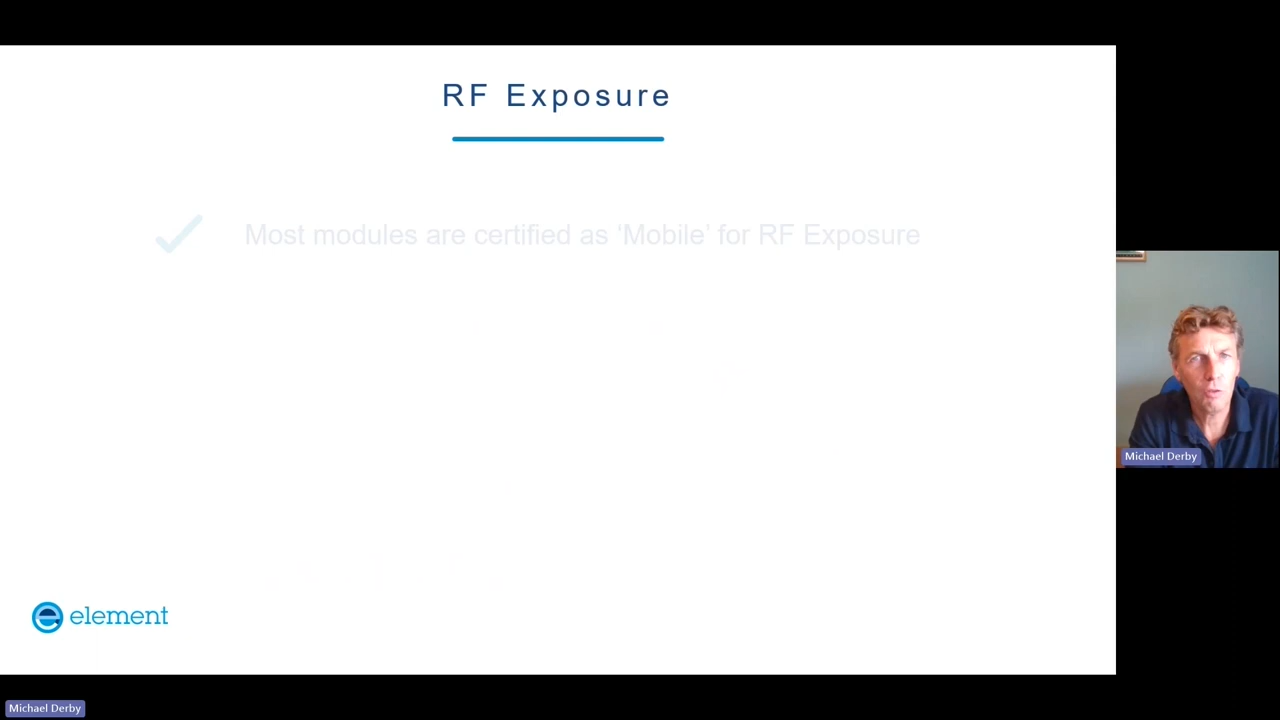 RF Exposure
Most modules are certified as ‘Mobile’ for RF Exposure
element
Michael Derby
Michael Derby